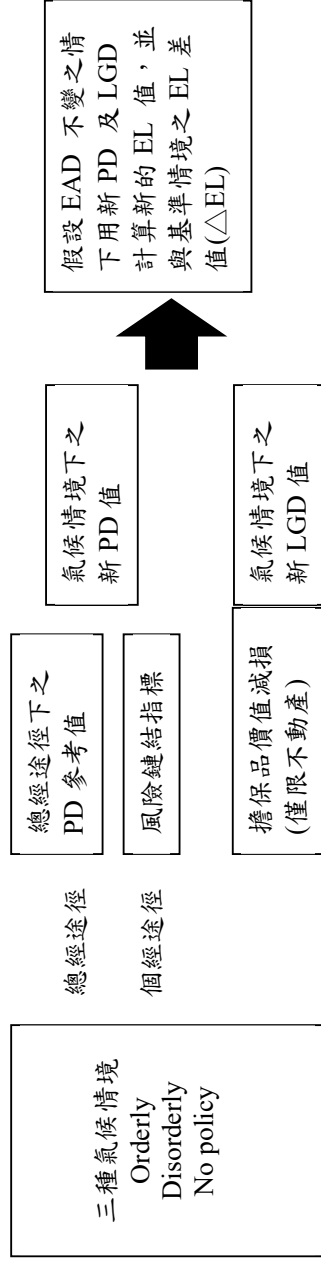 三種氣候情境
Orderly
Disorderly
No policy
總經途徑
個經途徑
總經途徑下之
PD 參考值
風險鏈結指標
擔保品價值減損
(僅限不動產)
氣候情境下之
新 PD 值
氣候情境下之
新 LGD 值
假設 EAD 不變之情
下用新 PD 及 LGD
計算新的 EL 值，並
與基準情境之 EL 差
值(△EL)